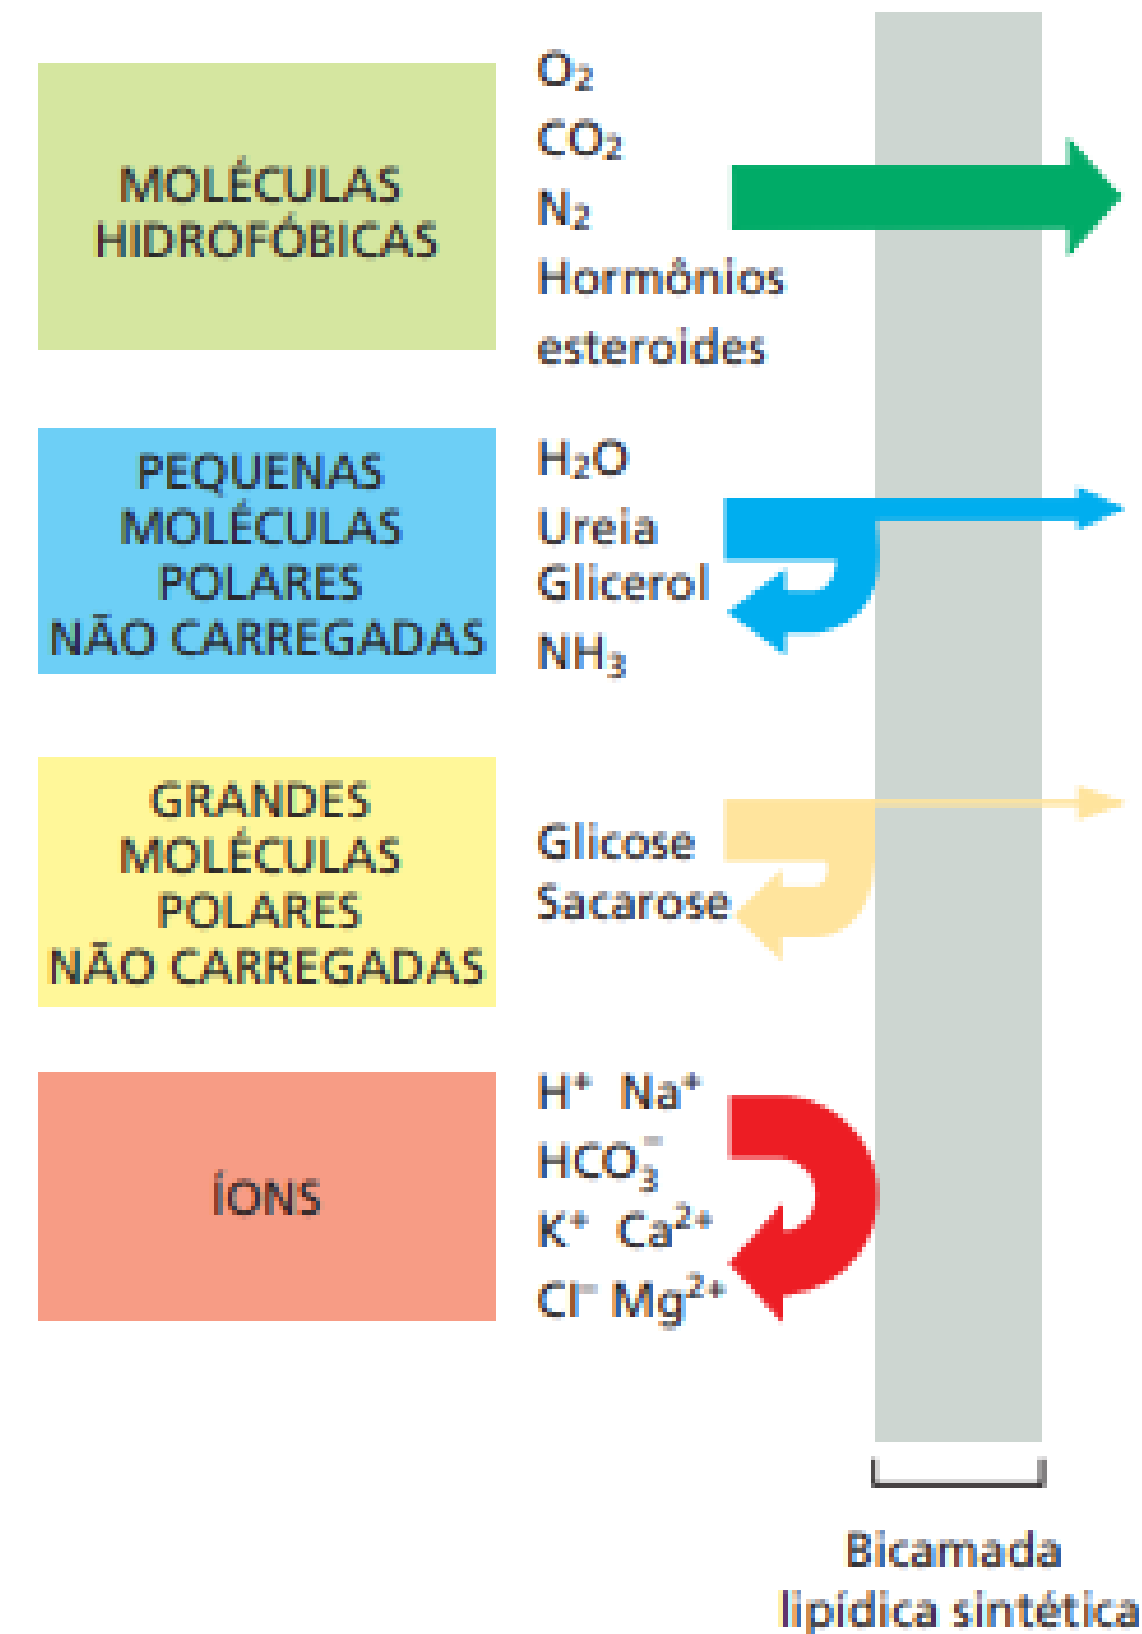 MOLÉCULAS
HIDROFÓBICAS
O₂
CO₂
N₂
Hormônios
esteroides
PEQUENAS
MOLÉCULAS
POLARES
NÃO CARREGADAS
H₂O
Ureia
Glicerol
NH₃
GRANDES
MOLÉCULAS
POLARES
NÃO CARREGADAS
Glicose
Sacarose
ÍONS
H⁺ Na⁺
HCO₃⁻
K⁺ Ca²⁺
Cl⁻ Mg²⁺
Bicamada
lipídica sintética